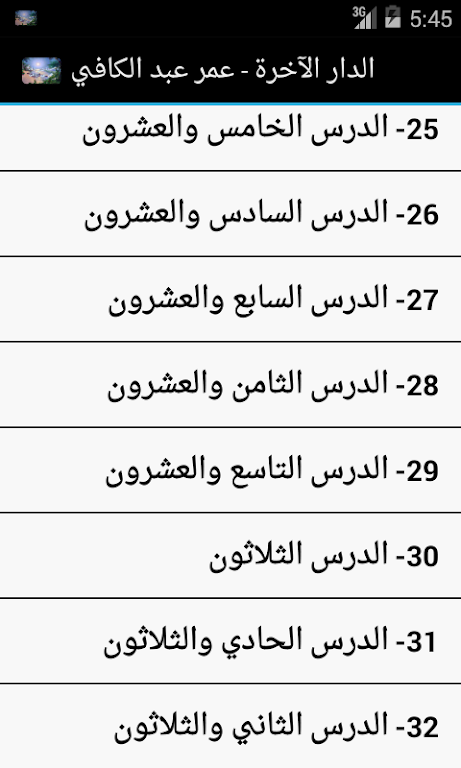 3G 5:45
الدار الآخرة - عمر عبد الكافي
25- الدرس الخامس والعشرون
26- الدرس السادس والعشرون
27- الدرس السابع والعشرون
28- الدرس الثامن والعشرون
29- الدرس التاسع والعشرون
30- الدرس الثلاثون
31- الدرس الحادي والثلاثون
32- الدرس الثاني والثلاثون